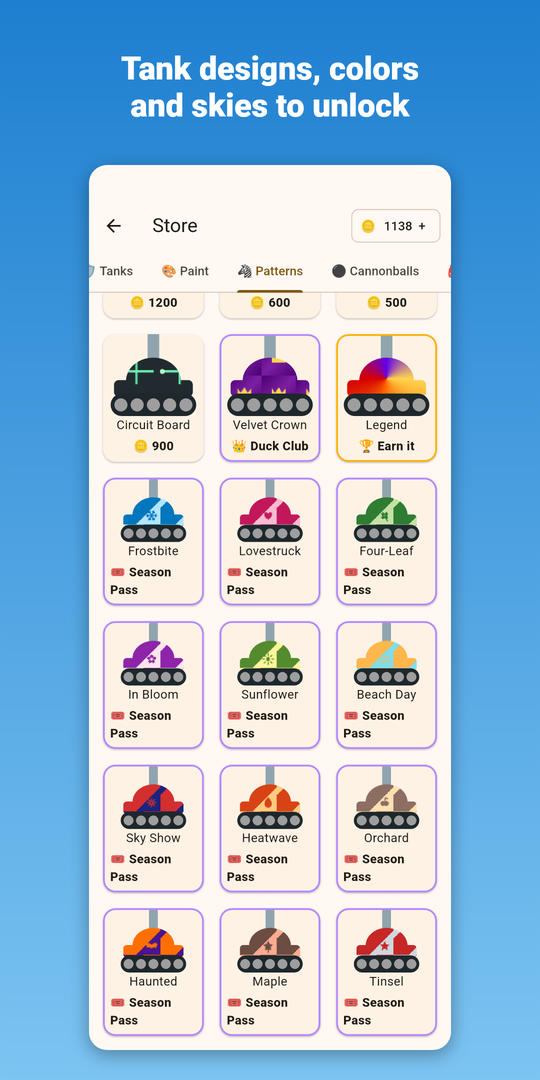 Tank designs, colors
and skies to unlock
Store
1138 +
Tanks
Paint
Patterns
Cannonballs
1200
600
500
Circuit Board
Velvet Crown
Legend
900
Duck Club
Earn it
Frostbite
Lovestruck
Four-Leaf
Season
Pass
Season
Pass
Season
Pass
In Bloom
Sunflower
Beach Day
Season
Pass
Season
Pass
Season
Pass
Sky Show
Heatwave
Orchard
Season
Pass
Season
Pass
Season
Pass
Haunted
Maple
Tinsel
Season
Pass
Season
Pass
Season
Pass